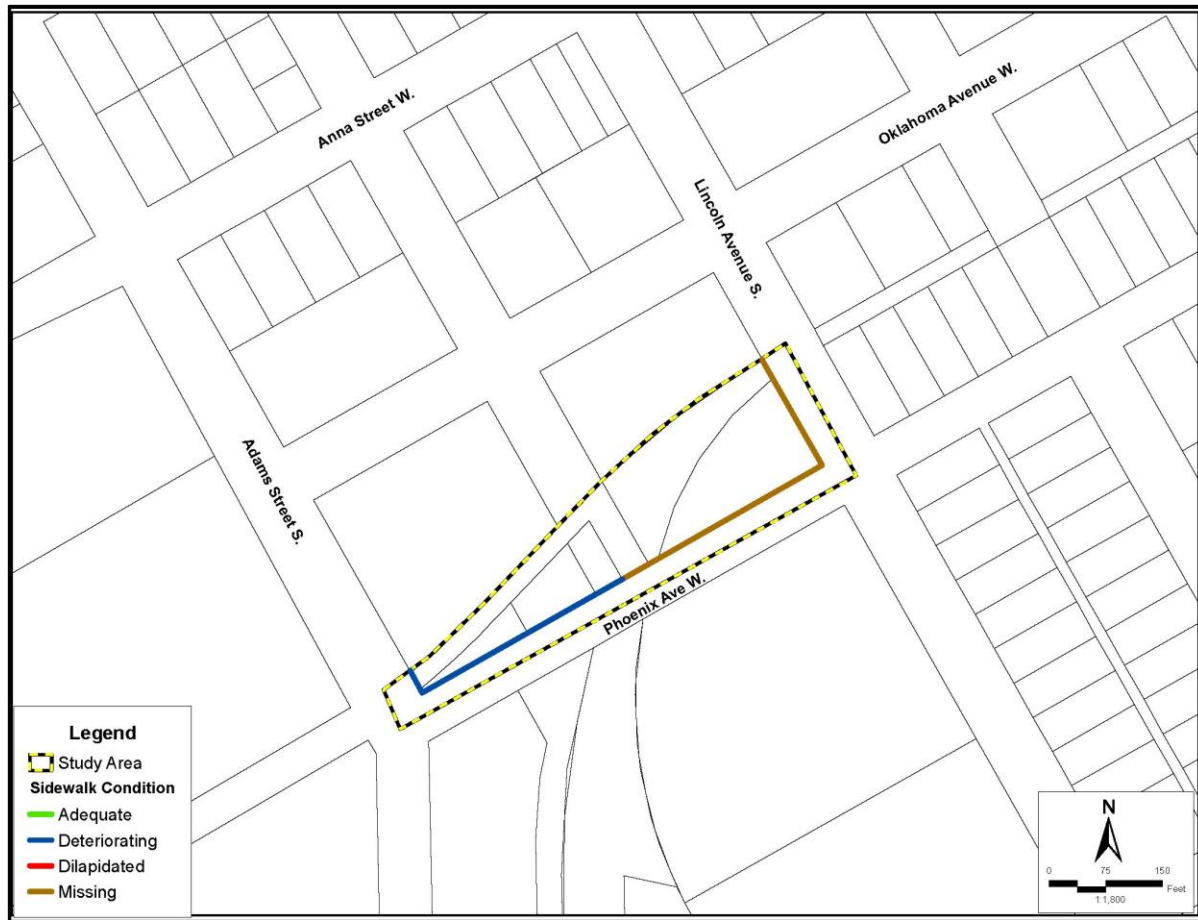 Anna Street W.
Oklahoma Avenue W.
Lincoln Avenue S.
Adams Street S.
Phoenix Ave W.
Legend
Study Area
Sidewalk Condition
Adequate
Deteriorating
Dilapidated
Missing
N
0 75 150
Feet
1:1,800